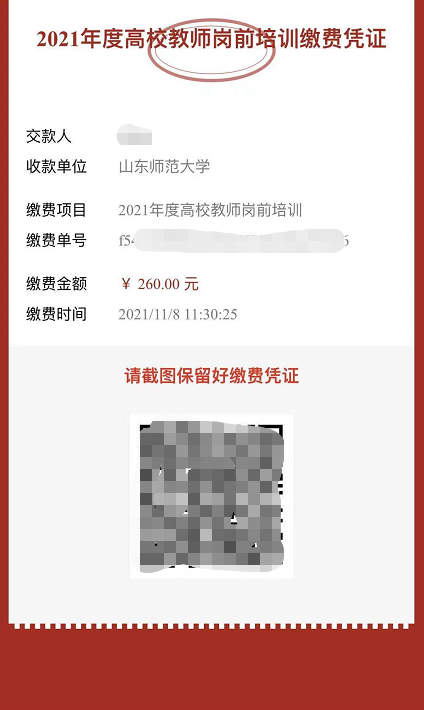 2021年度高校教师岗前培训缴费凭证
交款人
收款单位 山东师范大学
缴费项目 2021年度高校教师岗前培训
缴费单号
缴费金额 ￥ 260.00 元
缴费时间 2021/11/8 11:30:25
请截图保留好缴费凭证